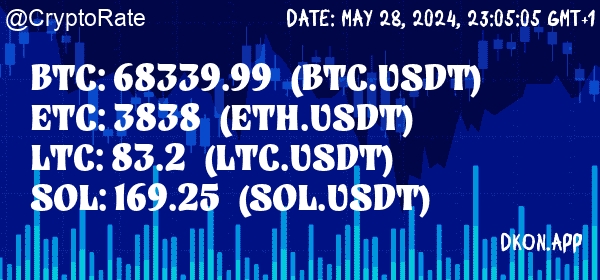 @CryptoRate
DATE: MAY 28, 2024, 23:05:05 GMT+1
BTC: 68339.99 (BTC.USDT)
ETC: 3838 (ETH.USDT)
LTC: 83.2 (LTC.USDT)
SOL: 169.25 (SOL.USDT)
DKON.APP